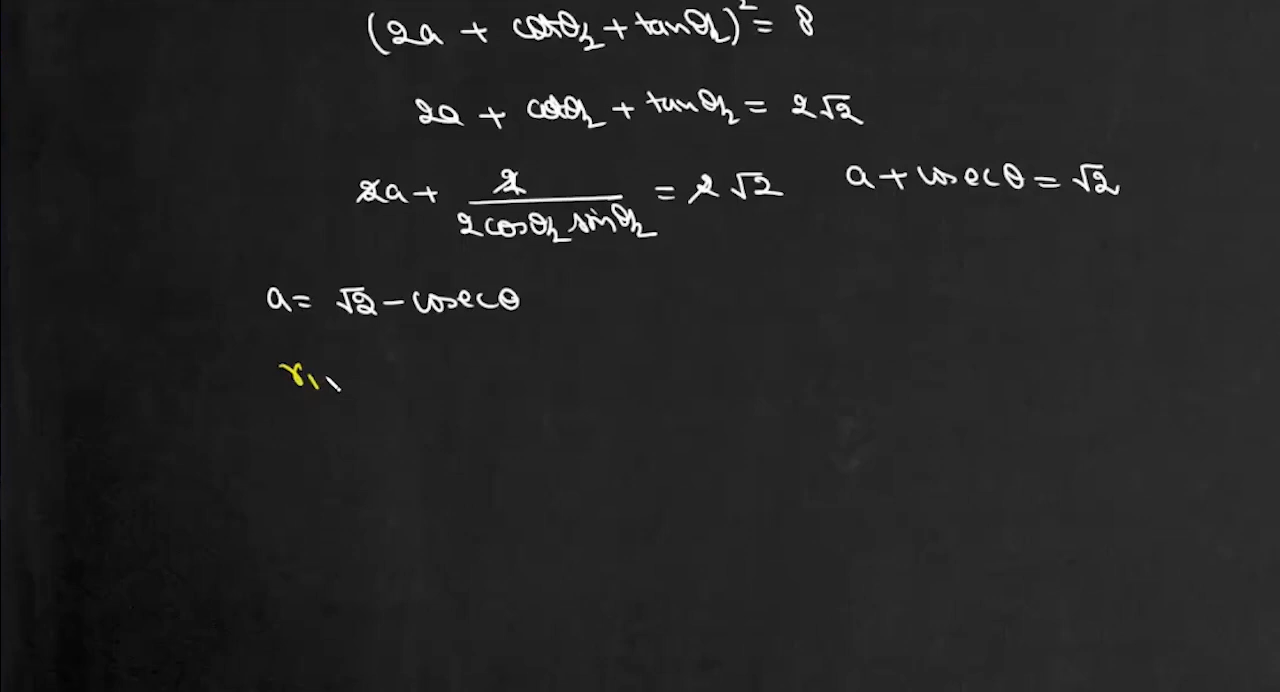 (2a + cotθ/2 + tanθ/2)² = 8
2a + cotθ/2 + tanθ/2 = 2√2
2a + 2/(2cosθ/2 sinθ/2) = 2√2 a + cosecθ = √2
a = √2 - cosecθ
r₁,